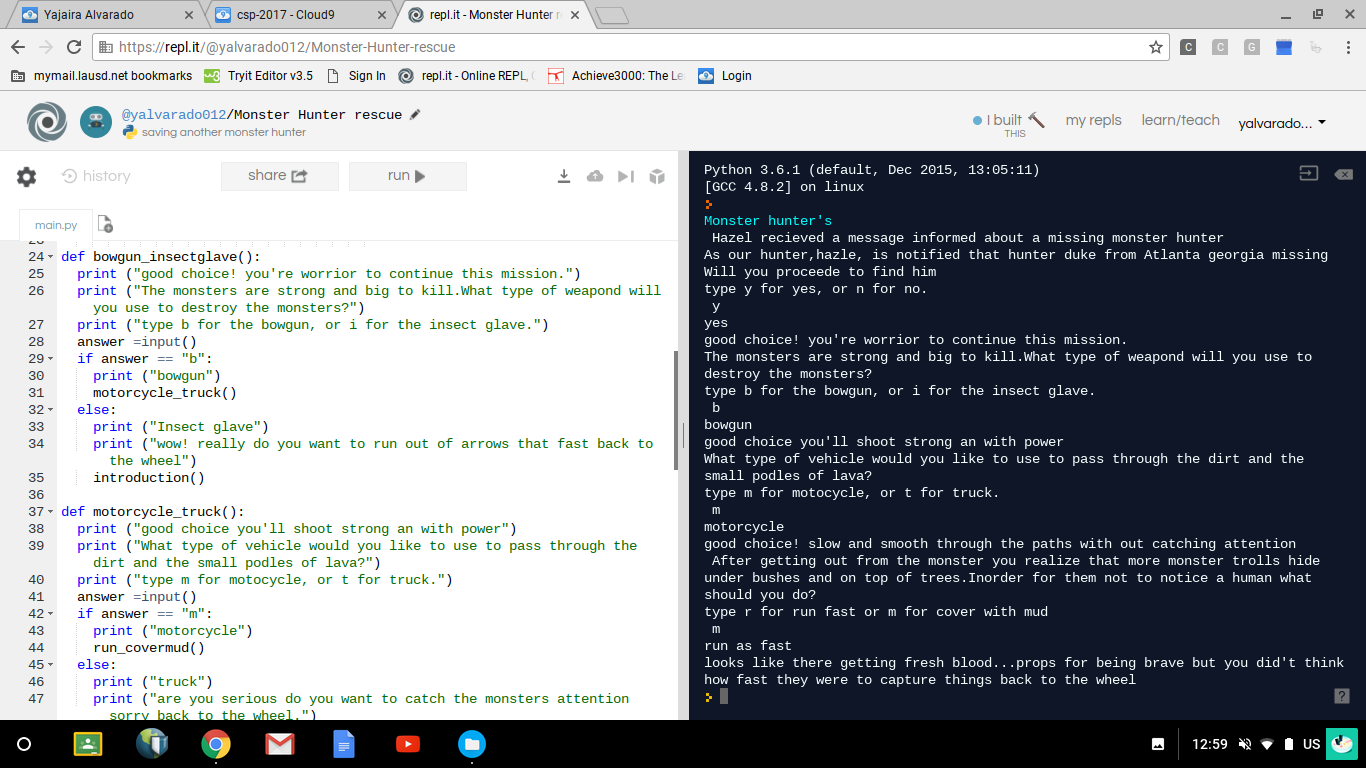 Yajaira Alvarado
csp-2017 - Cloud9
repl.it - Monster Hunter r
https://repl.it/@yalvarado012/Monster-Hunter-rescue
C
C
G
mymail.lausd.net bookmarks
Tryit Editor v3.5
Sign In
repl.it - Online REPL,
Achieve3000: The Le
Login
@yalvarado012/Monster Hunter rescue
saving another monster hunter
I built
THIS
my repls
learn/teach
yalvarado...
history
share
run
main.py
24 def bowgun_insectglave():
25 print ("good choice! you're worrior to continue this mission.")
26 print ("The monsters are strong and big to kill.What type of weapond will
you use to destroy the monsters?")
27 print ("type b for the bowgun, or i for the insect glave.")
28 answer =input()
29 if answer == "b":
30 print ("bowgun")
31 motorcycle_truck()
32 else:
33 print ("Insect glave")
34 print ("wow! really do you want to run out of arrows that fast back to
the wheel")
35 introduction()
36
37 def motorcycle_truck():
38 print ("good choice you'll shoot strong an with power")
39 print ("What type of vehicle would you like to use to pass through the
dirt and the small podles of lava?")
40 print ("type m for motocycle, or t for truck.")
41 answer =input()
42 if answer == "m":
43 print ("motorcycle")
44 run_covermud()
45 else:
46 print ("truck")
47 print ("are you serious do you want to catch the monsters attention
sorry back to the wheel.")
Python 3.6.1 (default, Dec 2015, 13:05:11)
[GCC 4.8.2] on linux
Monster hunter's
Hazel recieved a message informed about a missing monster hunter
As our hunter,hazle, is notified that hunter duke from Atlanta georgia missing
Will you proceede to find him
type y for yes, or n for no.
y
yes
good choice! you're worrior to continue this mission.
The monsters are strong and big to kill.What type of weapond will you use to
destroy the monsters?
type b for the bowgun, or i for the insect glave.
b
bowgun
good choice you'll shoot strong an with power
What type of vehicle would you like to use to pass through the dirt and the
small podles of lava?
type m for motocycle, or t for truck.
m
motorcycle
good choice! slow and smooth through the paths with out catching attention
After getting out from the monster you realize that more monster trolls hide
under bushes and on top of trees.Inorder for them not to notice a human what
should you do?
type r for run fast or m for cover with mud
m
run as fast
looks like there getting fresh blood...props for being brave but you did't think
how fast they were to capture things back to the wheel
?
12:59
US